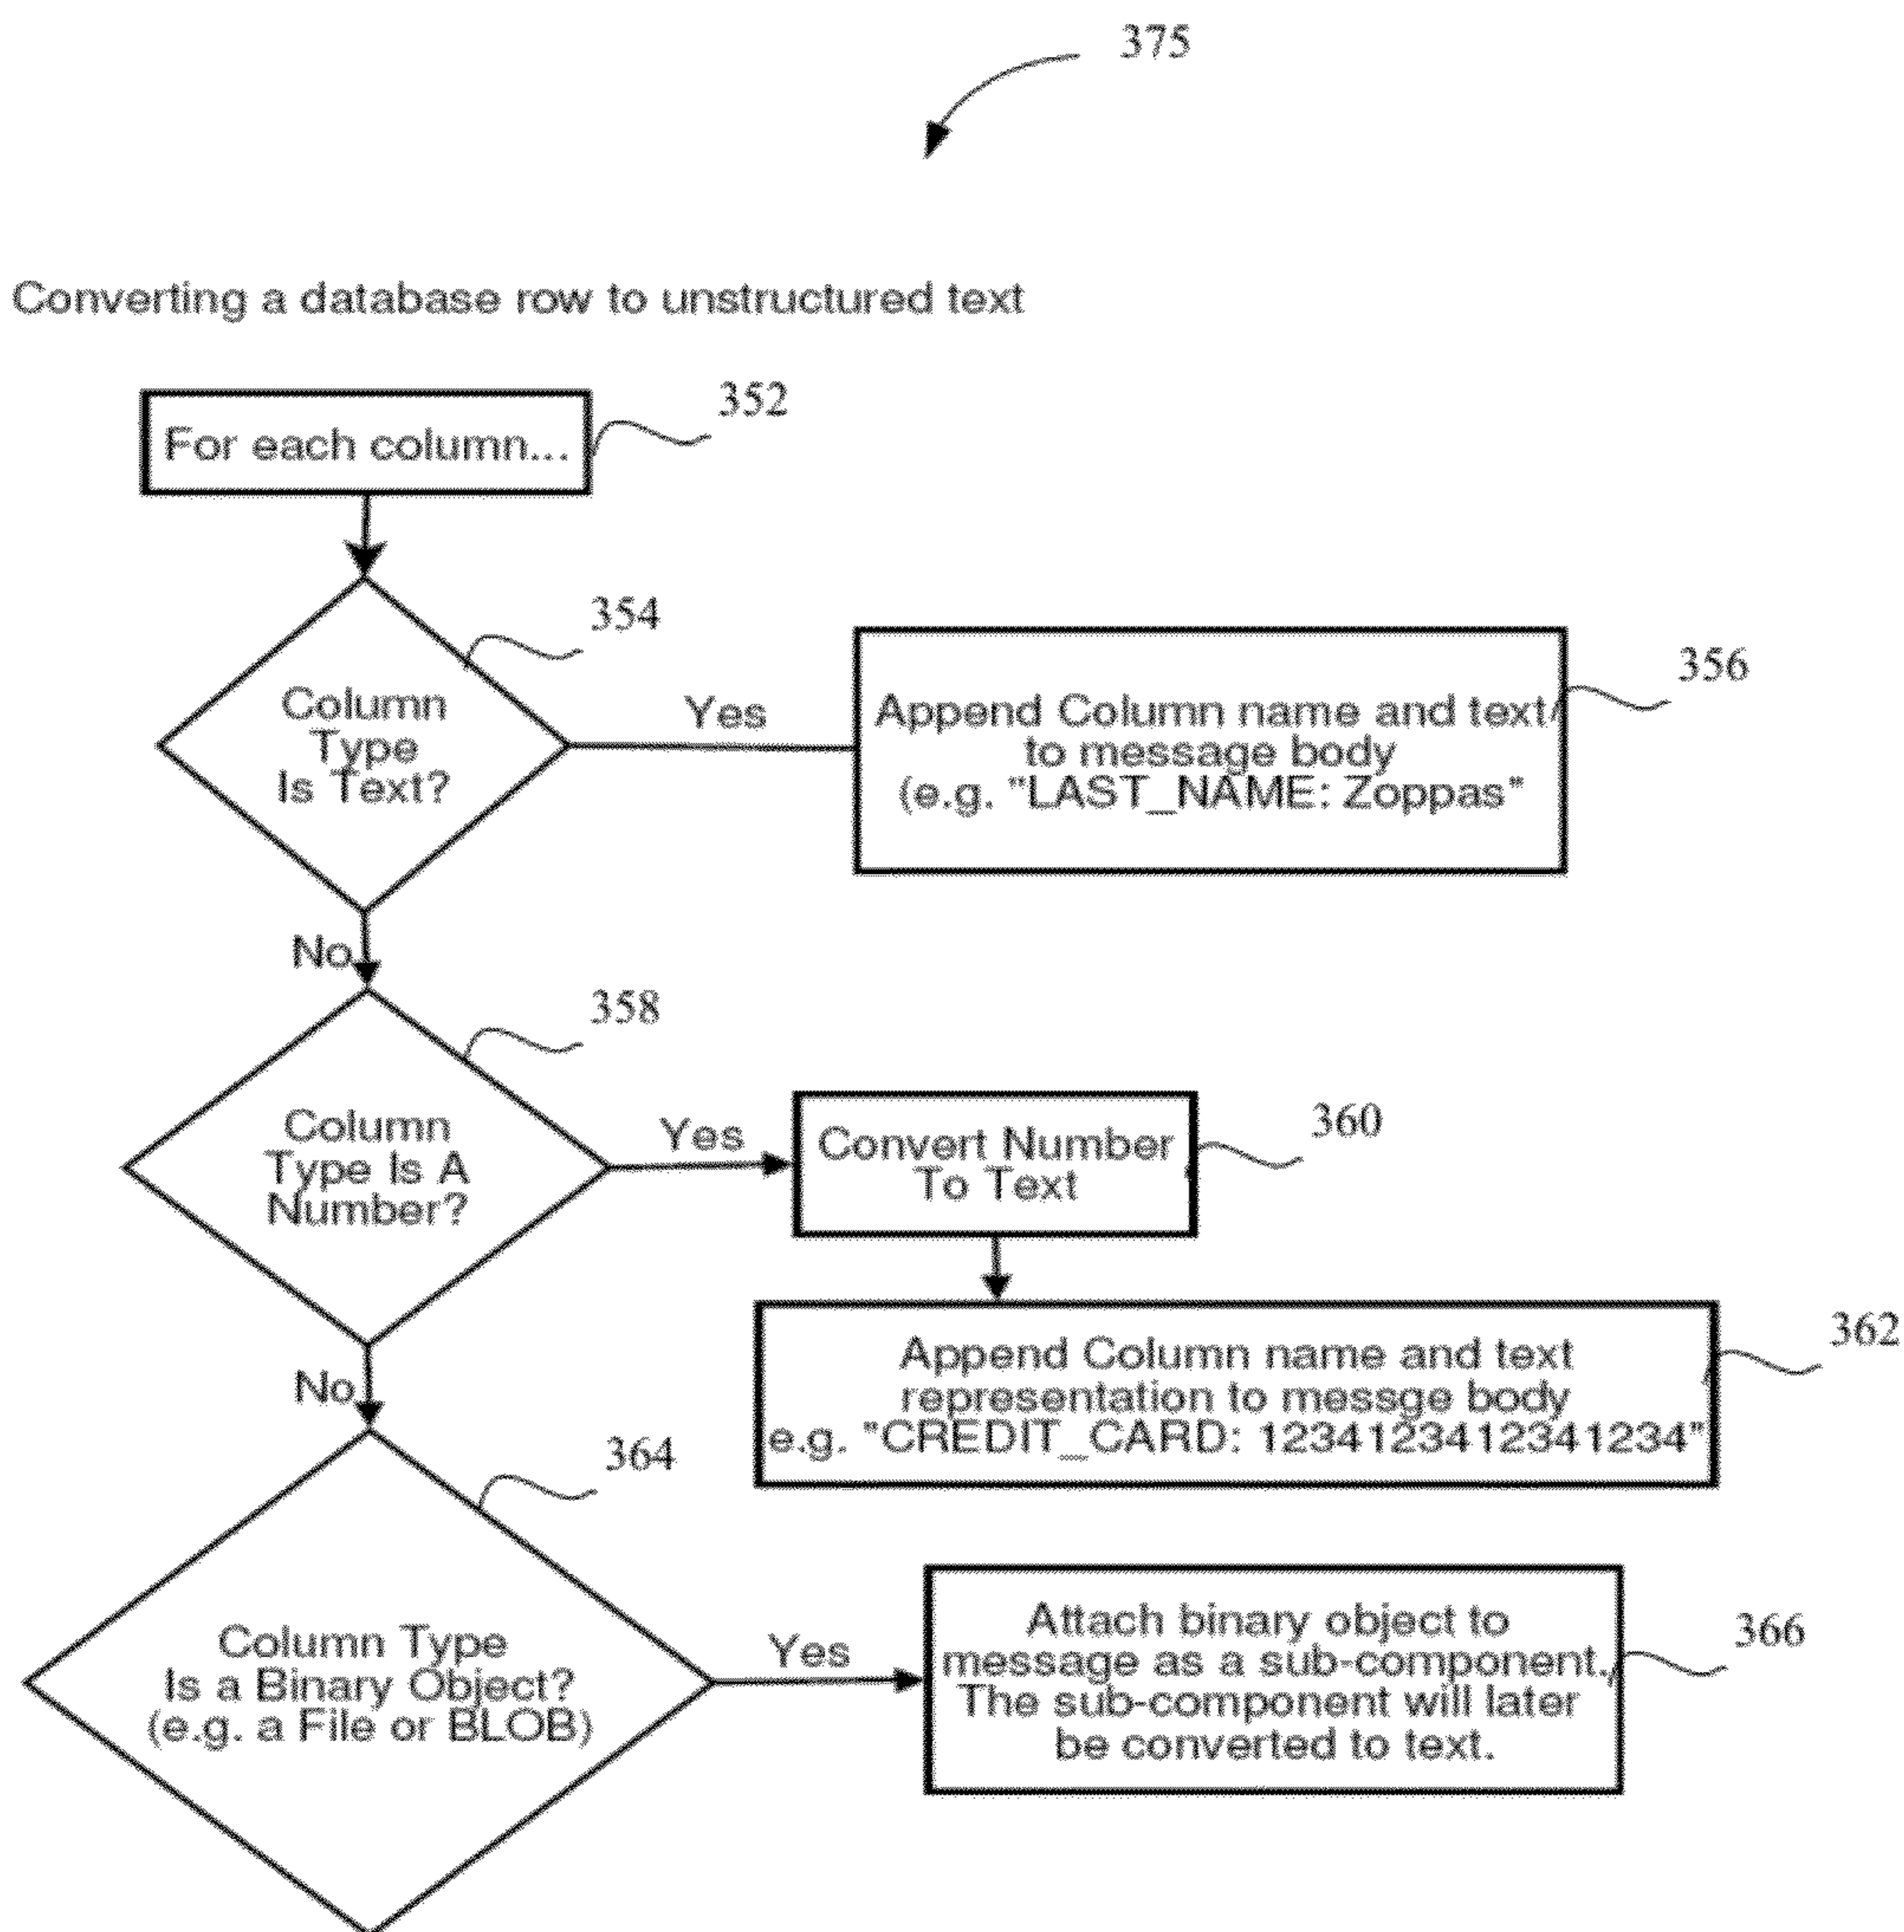 375
Converting a database row to unstructured text
For each column...
352
354
Column
Type
Is Text?
Yes
Append Column name and text
to message body
(e.g. "LAST_NAME: Zoppas"
356
No
358
Column
Type Is A
Number?
Yes
Convert Number
To Text
360
Append Column name and text
representation to messge body
e.g. "CREDIT_CARD: 1234123412341234"
362
No
364
Column Type
Is a Binary Object?
(e.g. a File or BLOB)
Yes
Attach binary object to
message as a sub-component.
The sub-component will later
be converted to text.
366